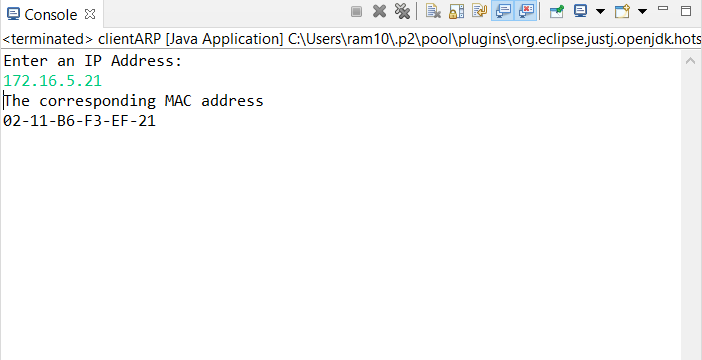 Console
<terminated> clientARP [Java Application] C:\Users\ram10\.p2\pool\plugins\org.eclipse.justj.openjdk.hots
Enter an IP Address:
172.16.5.21
The corresponding MAC address
02-11-B6-F3-EF-21